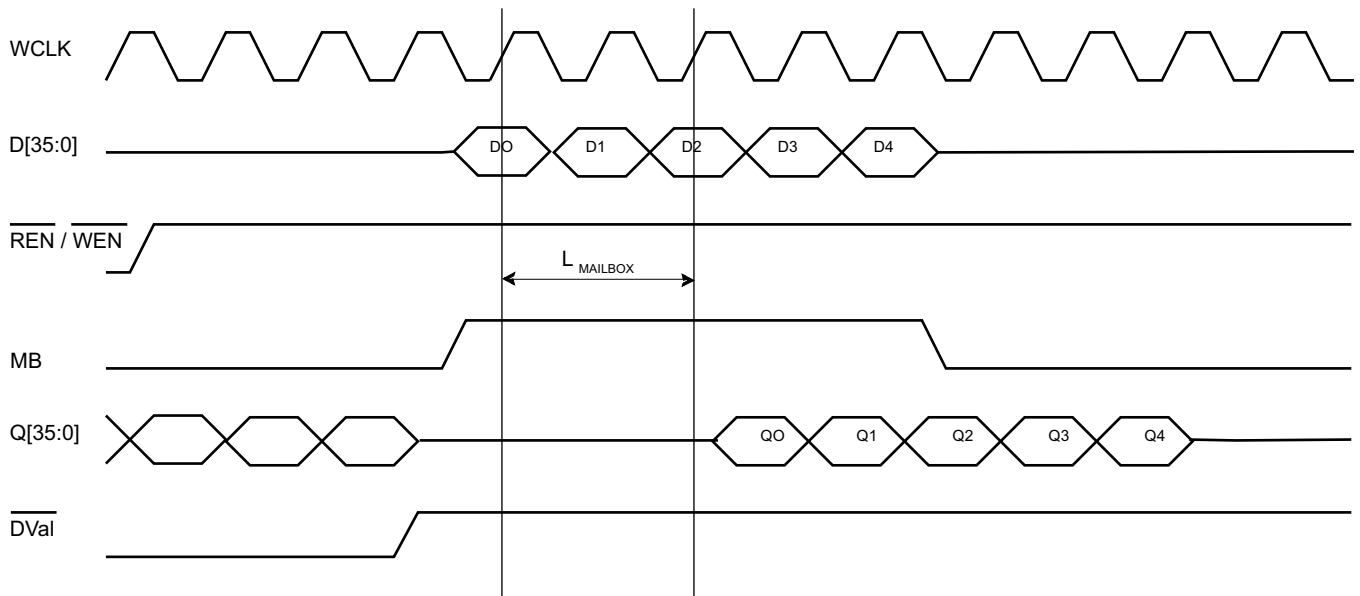 WCLK
D[35:0]
DO D1 D2 D3 D4
REN / WEN
L MAILBOX
MB
Q[35:0]
QO Q1 Q2 Q3 Q4
DVal